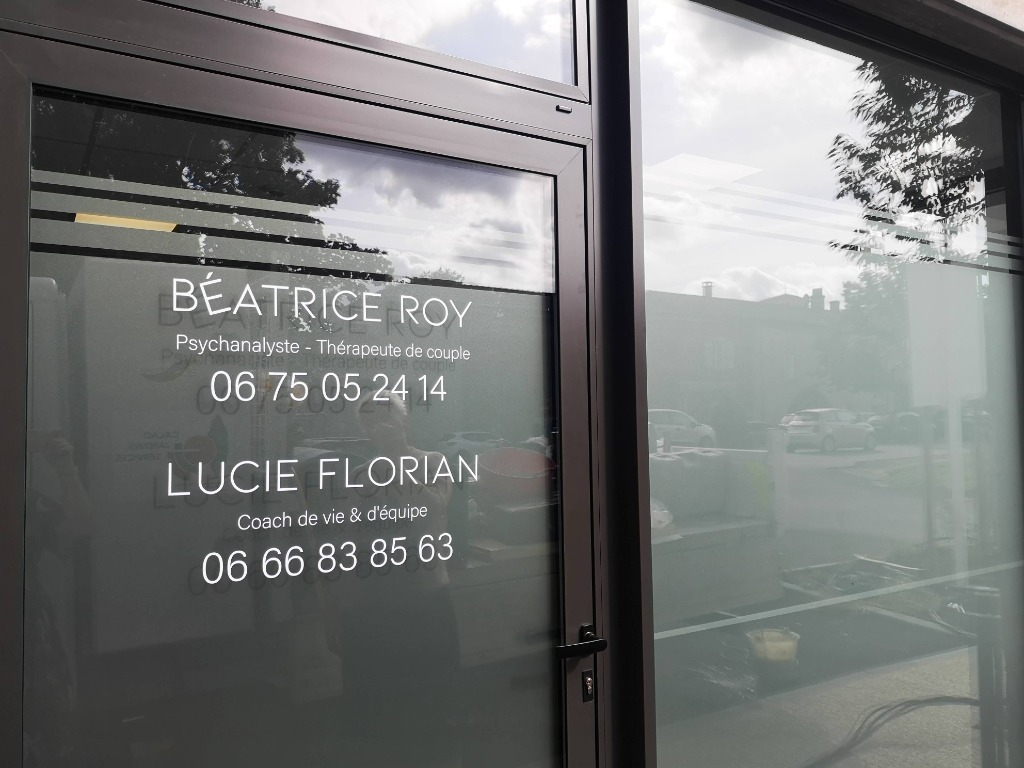 BÉATRICE ROY
Psychanalyste - Thérapeute de couple
06 75 05 24 14
LUCIE FLORIAN
Coach de vie & d'équipe
06 66 83 85 63